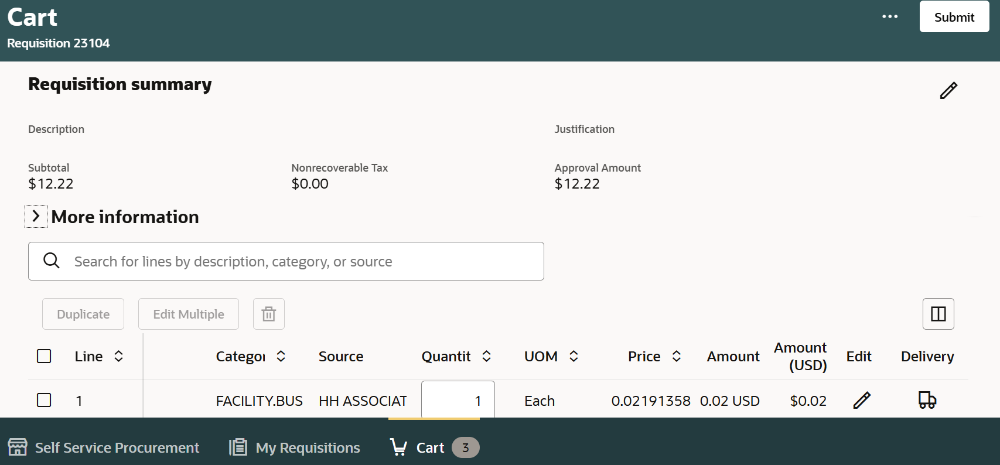 Cart
Submit
Requisition 23104
Requisition summary
Description
Justification
Subtotal
Nonrecoverable Tax
Approval Amount
$12.22
$0.00
$12.22
More information
Search for lines by description, category, or source
Duplicate
Edit Multiple
Line
Categor
Source
Quantit
UOM
Price
Amount
Amount
(USD)
Edit
Delivery
1
FACILITY.BUS
HH ASSOCIAT
1
Each
0.02191358
0.02 USD
$0.02
Self Service Procurement
My Requisitions
Cart
3